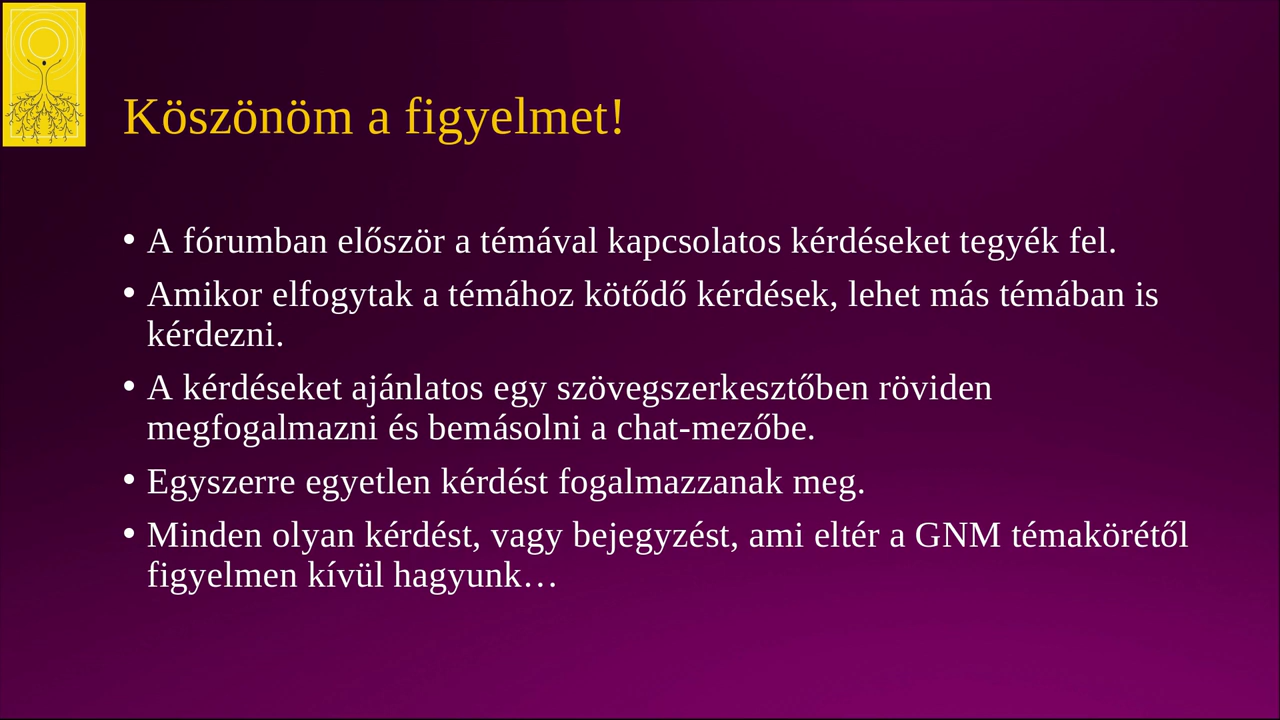 Köszönöm a figyelmet!
• A fórumban először a témával kapcsolatos kérdéseket tegyék fel.
• Amikor elfogytak a témához kötődő kérdések, lehet más témában is
kérdezni.
• A kérdéseket ajánlatos egy szövegszerkesztőben röviden
megfogalmazni és bemásolni a chat-mezőbe.
• Egyszerre egyetlen kérdést fogalmazzanak meg.
• Minden olyan kérdést, vagy bejegyzést, ami eltér a GNM témakörétől
figyelmen kívül hagyunk…